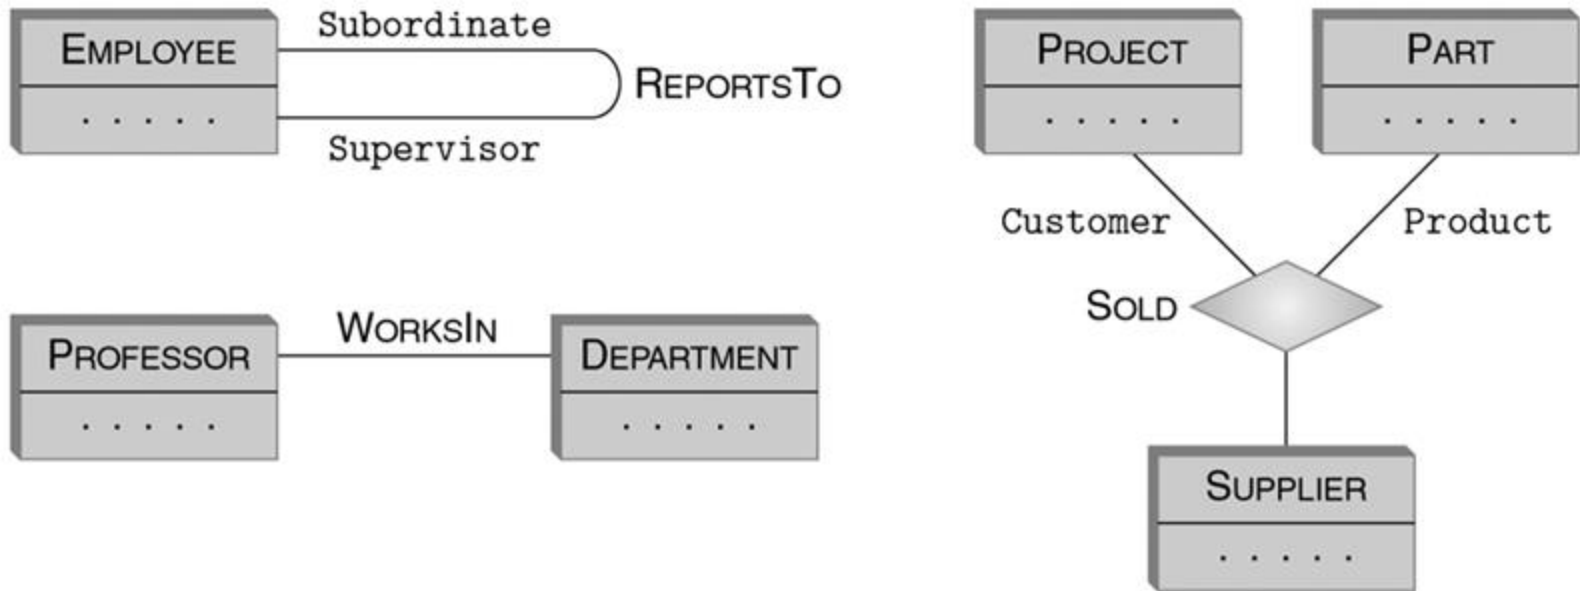 Subordinate
EMPLOYEE
. . . . .
REPORTSTO
Supervisor
PROFESSOR
. . . . .
WORKSIN
DEPARTMENT
. . . . .
PROJECT
. . . . .
PART
. . . . .
Customer
Product
SOLD
SUPPLIER
. . . . .